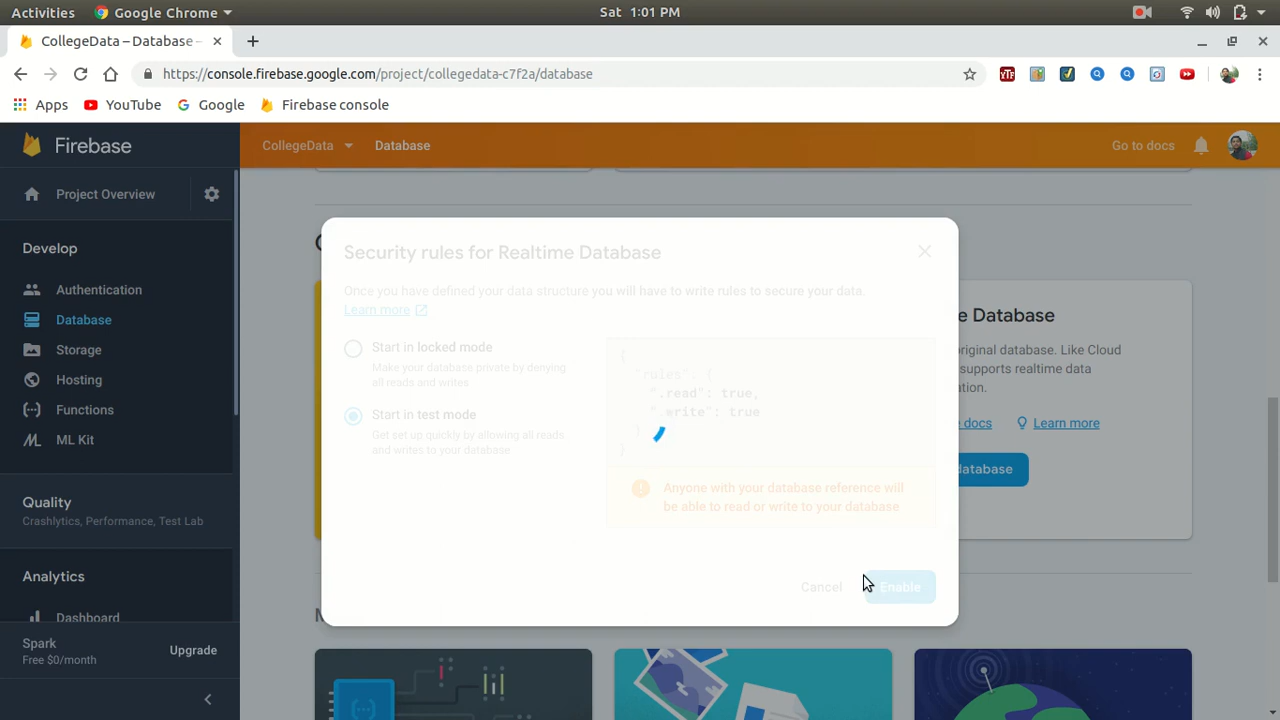 Activities
Google Chrome
Sat 1:01 PM
CollegeData – Database –
https://console.firebase.google.com/project/collegedata-c7f2a/database
YTF
Apps
YouTube
Google
Firebase console
Firebase
CollegeData
Database
Go to docs
Project Overview
Develop
Authentication
Database
Storage
Hosting
Functions
ML Kit
Quality
Crashlytics, Performance, Test Lab
Analytics
Dashboard
Spark
Free $0/month
Upgrade
Security rules for Realtime Database
Once you have defined your data structure you will have to write rules to secure your data.
Learn more
Start in locked mode
Make your database private by denying
all reads and writes
Start in test mode
Get set up quickly by allowing all reads
and writes to your database
{
"rules": {
".read": true,
".write": true
}
}
Anyone with your database reference will
be able to read or write to your database
Cancel
Enable
e Database
riginal database. Like Cloud
supports realtime data
ation.
e docs
Learn more
database